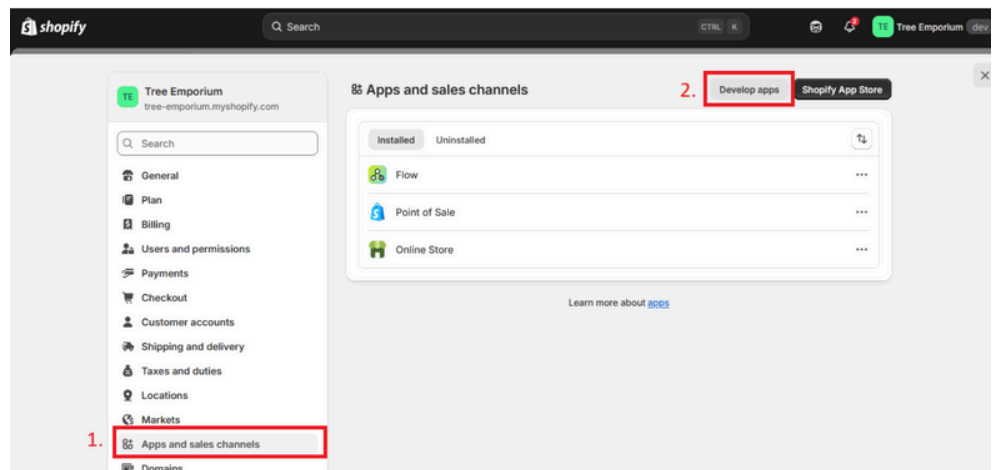 shopify
Search
CTRL K
2
TE
Tree Emporium
dev
TE
Tree Emporium
tree-emporium.myshopify.com
Search
General
Plan
Billing
Users and permissions
Payments
Checkout
Customer accounts
Shipping and delivery
Taxes and duties
Locations
Markets
1.
Apps and sales channels
Domains
Apps and sales channels
2.
Develop apps
Shopify App Store
Installed
Uninstalled
Flow
Point of Sale
Online Store
Learn more about apps